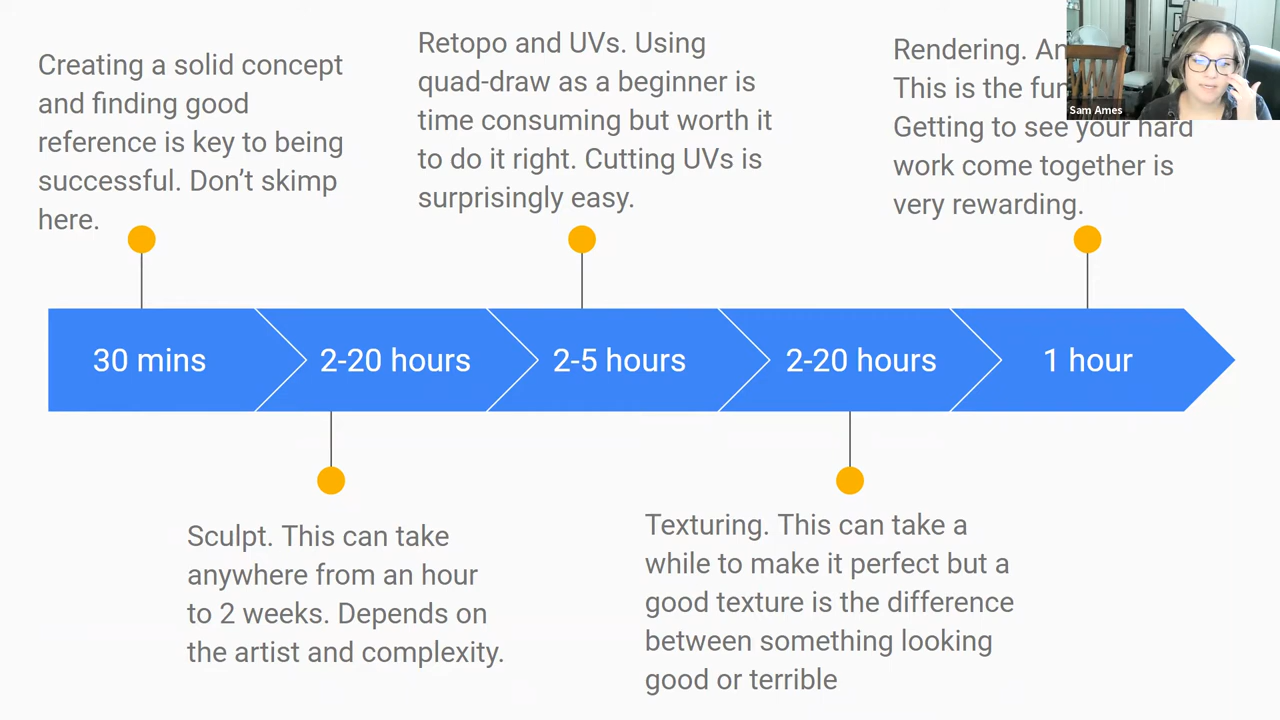 Creating a solid concept
and finding good
reference is key to being
successful. Don’t skimp
here.
Retopo and UVs. Using
quad-draw as a beginner is
time consuming but worth it
to do it right. Cutting UVs is
surprisingly easy.
Rendering.
This is the
Getting to see your hard
work come together is
very rewarding.
Sam Ames
30 mins
2-20 hours
2-5 hours
2-20 hours
1 hour
Sculpt. This can take
anywhere from an hour
to 2 weeks. Depends on
the artist and complexity.
Texturing. This can take a
while to make it perfect but a
good texture is the difference
between something looking
good or terrible